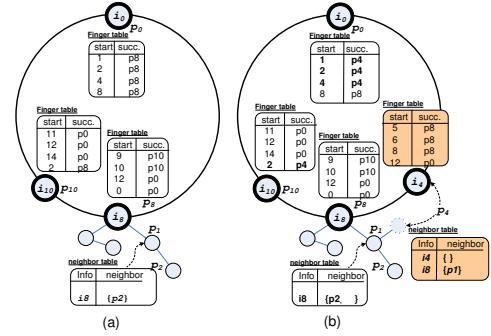 i0
p0
Finger table
start succ.
1 p8
2 p8
4 p8
8 p8
Finger table
start succ.
11 p0
12 p0
14 p0
2 p8
Finger table
start succ.
9 p10
10 p10
12 p0
0 p0
i10 p10
p8
i8
p1
neighbor table
p2
Info neighbor
i8 {p2}
(a)
i0
p0
Finger table
start succ.
1 p4
2 p4
4 p4
8 p8
Finger table
start succ.
11 p0
12 p0
14 p0
2 p4
Finger table
start succ.
9 p10
10 p10
12 p0
0 p0
Finger table
start succ.
5 p8
6 p8
8 p8
12 p0
i4
i10 p10
p8
i8
p4
p1
neighbor table
p2
Info neighbor
i8 {p2, }
neighbor table
Info neighbor
i4 { }
i8 {p1}
(b)